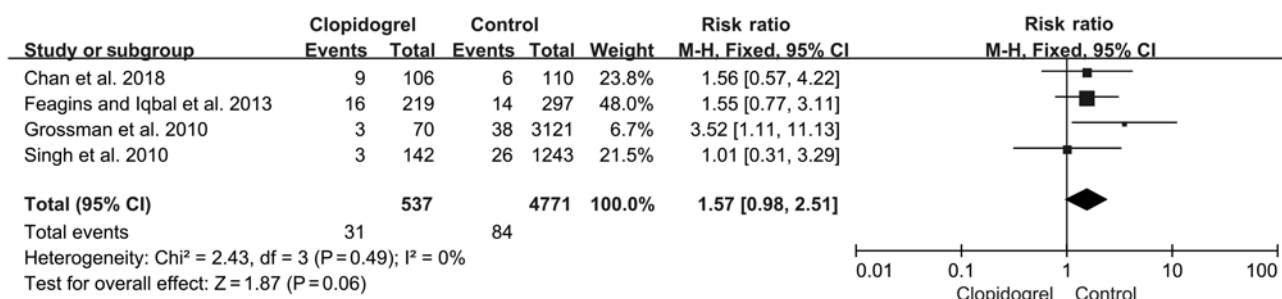 Clopidogrel Control Risk ratio Risk ratio
Study or subgroup Events Total Events Total Weight M-H, Fixed, 95% CI M-H, Fixed, 95% CI
Chan et al. 2018 9 106 6 110 23.8% 1.56 [0.57, 4.22]
Feagins and Iqbal et al. 2013 16 219 14 297 48.0% 1.55 [0.77, 3.11]
Grossman et al. 2010 3 70 38 3121 6.7% 3.52 [1.11, 11.13]
Singh et al. 2010 3 142 26 1243 21.5% 1.01 [0.31, 3.29]
Total (95% CI) 537 4771 100.0% 1.57 [0.98, 2.51]
Total events 31 84
Heterogeneity: Chi² = 2.43, df = 3 (P = 0.49); I² = 0%
Test for overall effect: Z = 1.87 (P = 0.06)
0.01 0.1 1 10 100
Clopidogrel Control